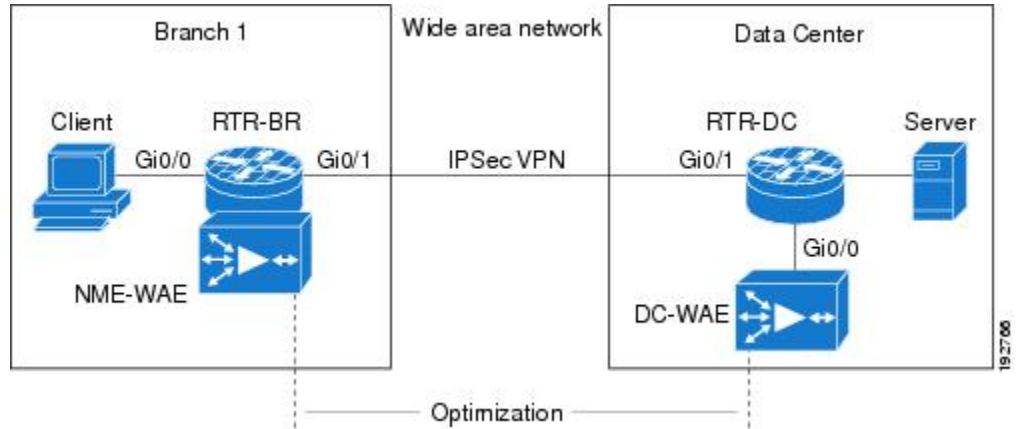 Branch 1
Wide area network
Data Center
Client
RTR-BR
RTR-DC
Server
Gi0/0
Gi0/1
IPSec VPN
Gi0/1
Gi0/0
NME-WAE
DC-WAE
192766
Optimization